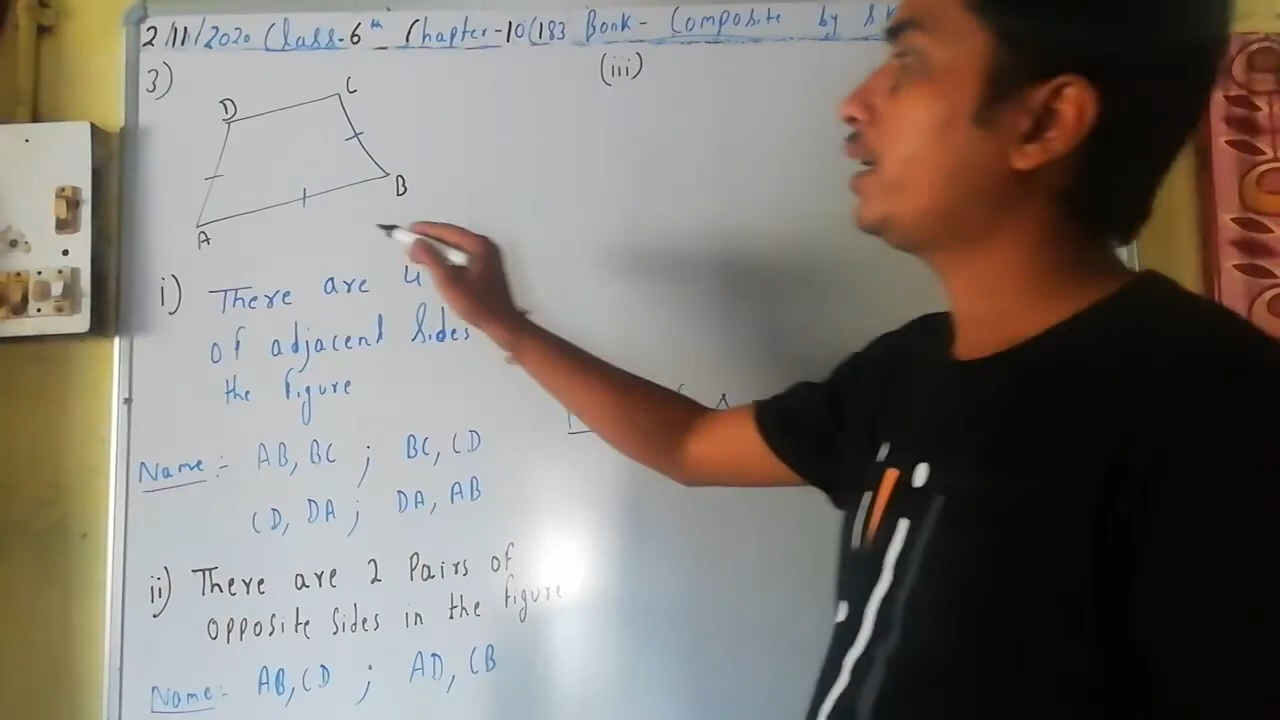 2/11/2020 Class-6th Chapter-10(183 Book- Composite by SK
3)
(iii)
D
C
B
A
i) There are 4
of adjacent Sides
the figure
Name:- AB, BC ; BC, CD
CD, DA ; DA, AB
ii) There are 2 Pairs of
opposite sides in the figure
Name:- AB, CD ; AD, CB